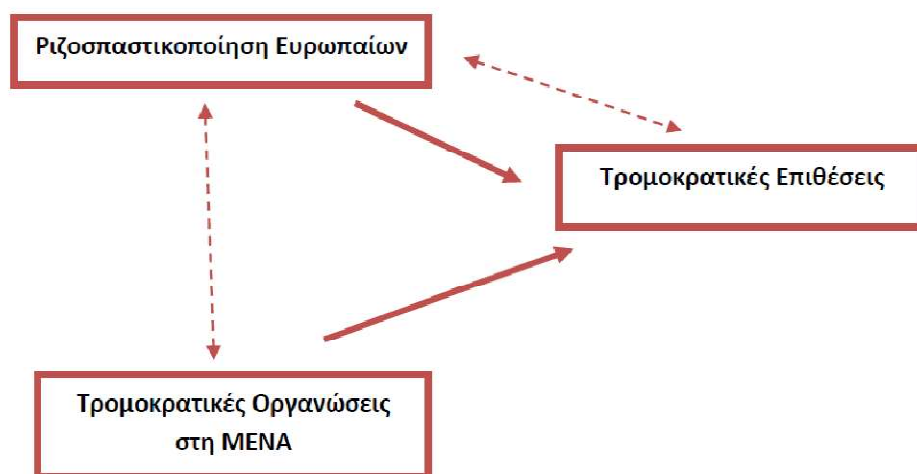 Ριζοσπαστικοποίηση Ευρωπαίων
Τρομοκρατικές Επιθέσεις
Τρομοκρατικές Οργανώσεις
στη ΜΕΝΑ